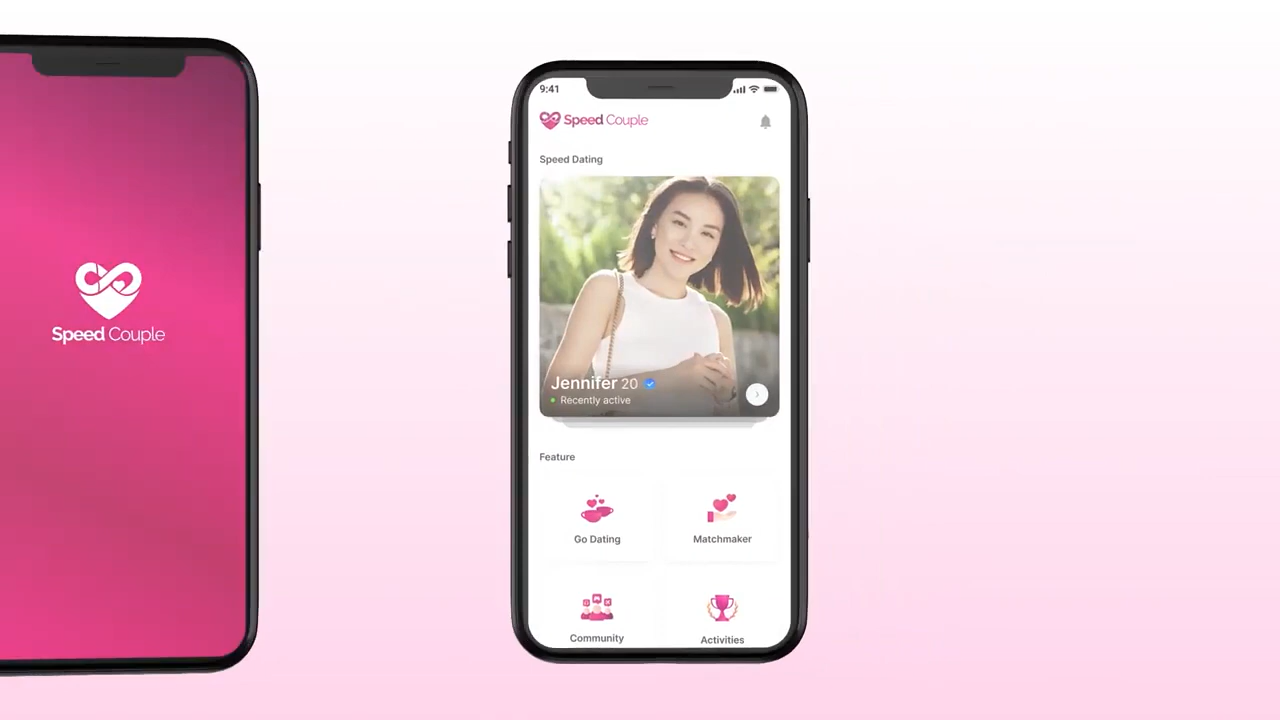 Speed Couple
9:41
Speed Couple
Speed Dating
Jennifer 20
Recently active
Feature
Go Dating
Matchmaker
Community
Activities